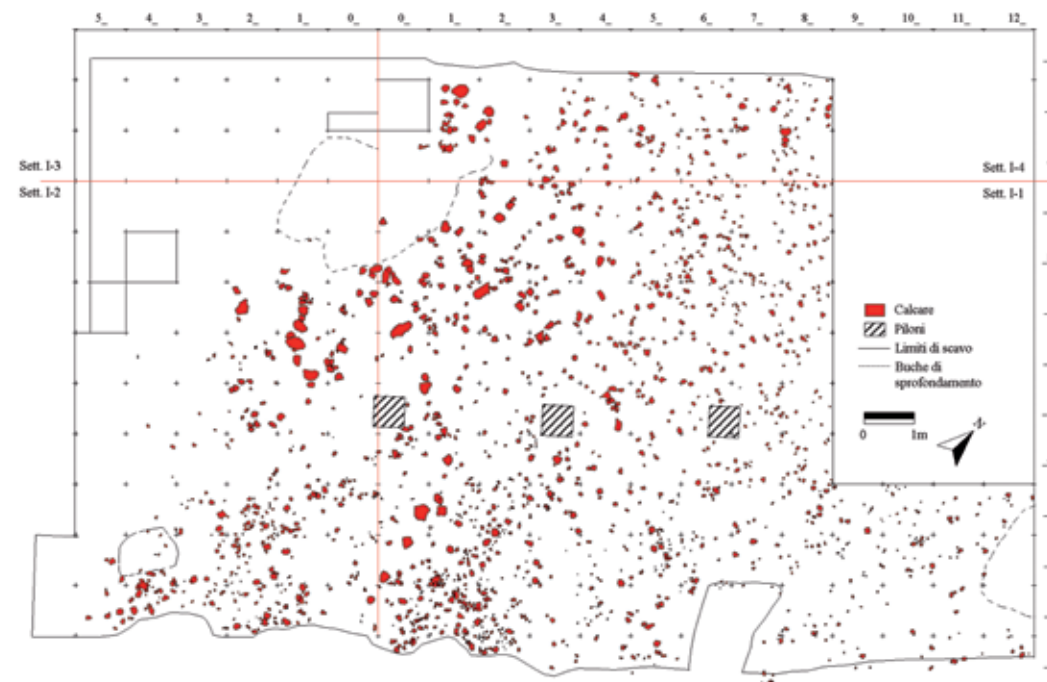 5_ 4_ 3_ 2_ 1_ 0_ 0_ 1_ 2_ 3_ 4_ 5_ 6_ 7_ 8_ 9_ 10_ 11_ 12_
Sett. I-3
Sett. I-2
Sett. I-4
Sett. I-1
Calcare
Piloni
Limiti di scavo
Buche di
sprofondamento
0 1m